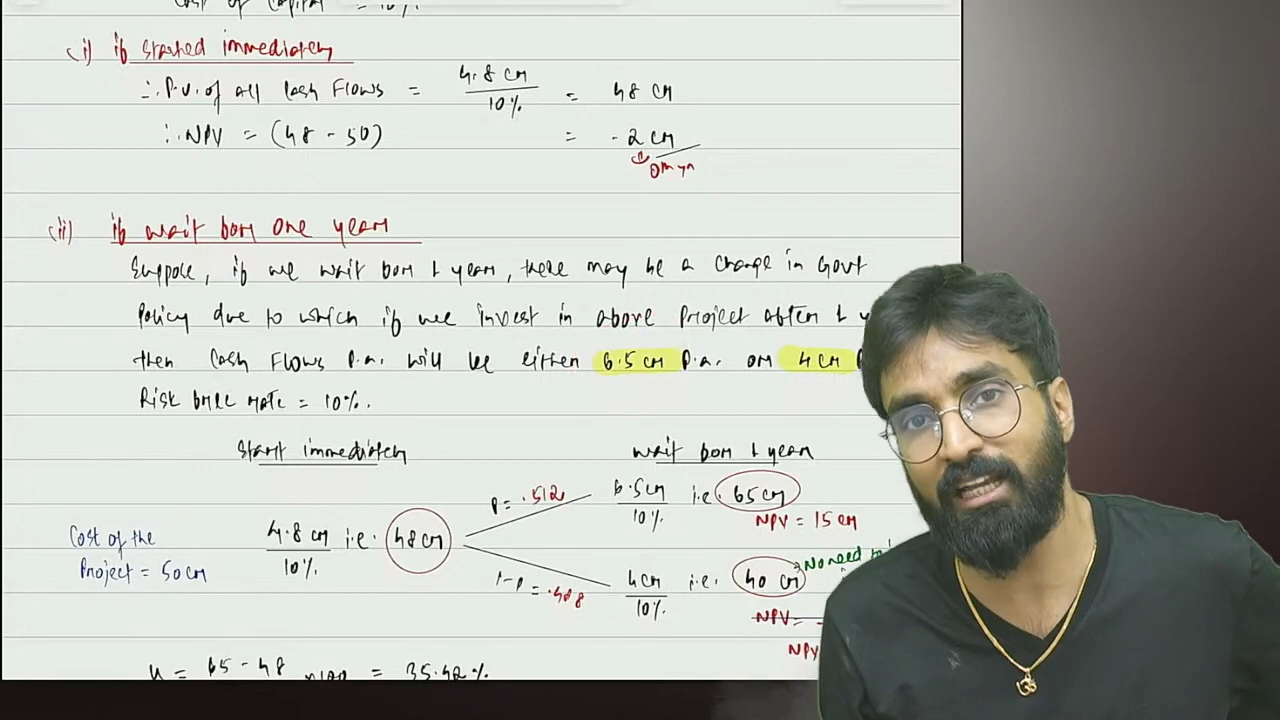 Cost of Capital = 10%.
(i) if started immediately
∴ P.V. of all Cash Flows = 4.8 cr / 10% = 48 cr
∴ NPV = (48 - 50) = - 2 cr
(ii) if wait for one year
Suppose, if we wait for 1 year, there may be a change in Govt
Policy due to which if we invest in above Project after 1 y
then Cash Flows p.a. will be either 6.5 cr p.a. or 4 cr P
Risk free rate = 10%.
Start immediately wait for 1 year
P = .512 6.5 cr / 10% i.e. 65 cr
NPV = 15 cr
Cost of the Project = 50 cr 4.8 cr / 10% i.e. 48 cr
No need to
1-P = .488 4 cr / 10% i.e. 40 cr
NPV = -
NPV
u = 65 - 48 x100 = 35.42%